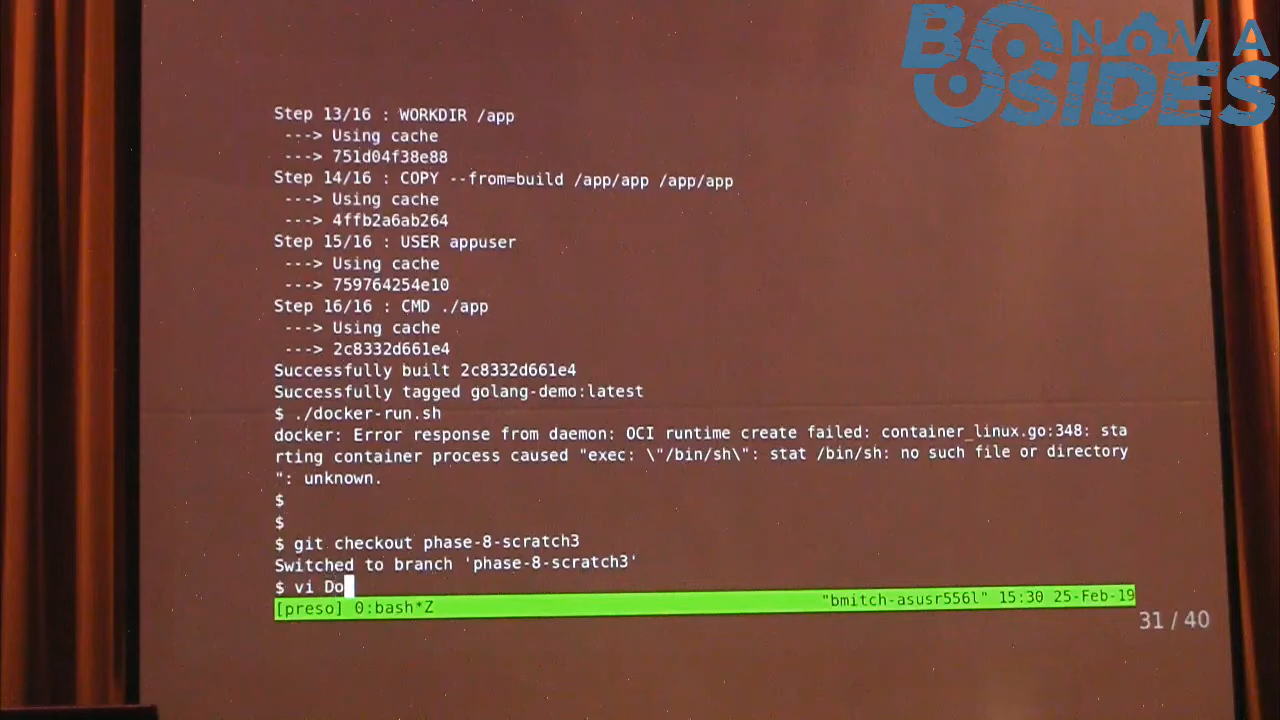 BSIDES
NOVA
Step 13/16 : WORKDIR /app
---> Using cache
---> 751d04f38e88
Step 14/16 : COPY --from=build /app/app /app/app
---> Using cache
---> 4ffb2a6ab264
Step 15/16 : USER appuser
---> Using cache
---> 759764254e10
Step 16/16 : CMD ./app
---> Using cache
---> 2c8332d661e4
Successfully built 2c8332d661e4
Successfully tagged golang-demo:latest
$ ./docker-run.sh
docker: Error response from daemon: OCI runtime create failed: container_linux.go:348: sta
rting container process caused "exec: \"/bin/sh\": stat /bin/sh: no such file or directory
": unknown.
$
$
$ git checkout phase-8-scratch3
Switched to branch 'phase-8-scratch3'
$ vi Do
[preso] 0:bash*Z "bmitch-asusr556l" 15:30 25-Feb-19
31 / 40